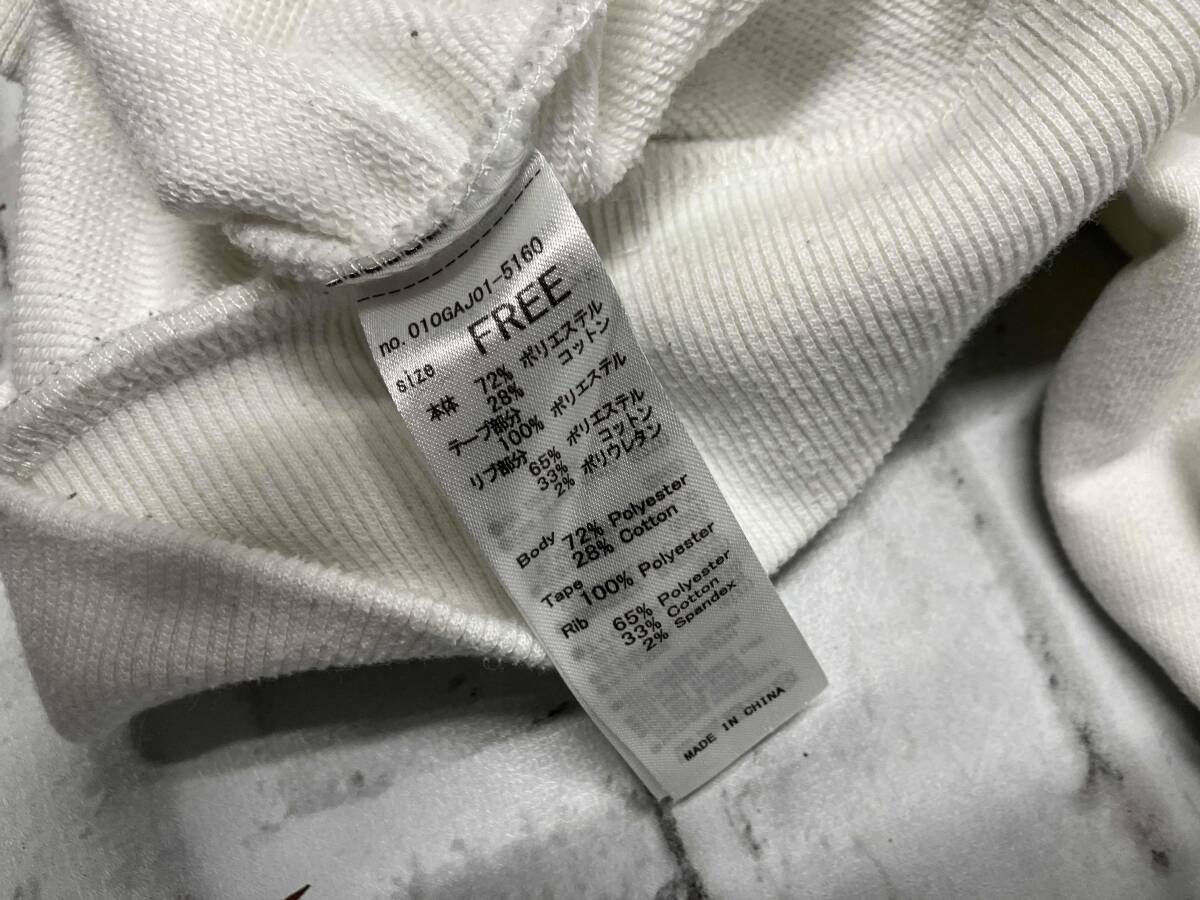 no. 010GAJ01-5160
size FREE
本体 72% ポリエステル
28% コットン
テープ部分
100% ポリエステル
リブ部分
65% ポリエステル
33% コットン
2% ポリウレタン
Body 72% Polyester
28% Cotton
Tape
100% Polyester
Rib 65% Polyester
33% Cotton
2% Spandex
MADE IN CHINA